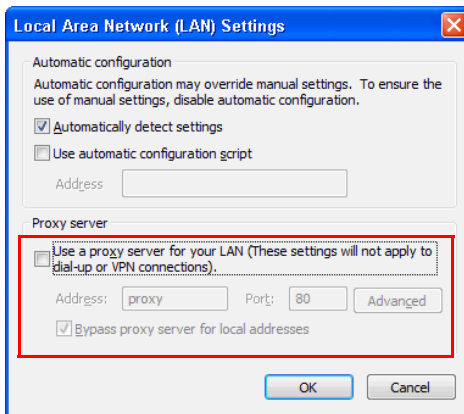 Local Area Network (LAN) Settings
Automatic configuration
Automatic configuration may override manual settings. To ensure the
use of manual settings, disable automatic configuration.
Automatically detect settings
Use automatic configuration script
Address
Proxy server
Use a proxy server for your LAN (These settings will not apply to
dial-up or VPN connections).
Address: proxy Port: 80 Advanced
Bypass proxy server for local addresses
OK Cancel